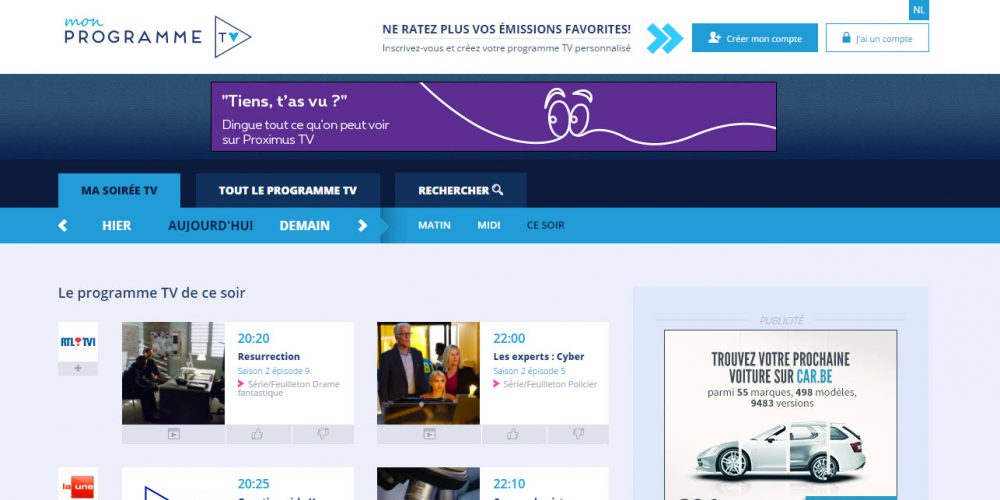 NL
mon
PROGRAMME TV
NE RATEZ PLUS VOS ÉMISSIONS FAVORITES!
Inscrivez-vous et créez votre programme TV personnalisé
Créer mon compte
J'ai un compte
"Tiens, t'as vu ?"
Dingue tout ce qu'on peut voir
sur Proximus TV
MA SOIRÉE TV
TOUT LE PROGRAMME TV
RECHERCHER
HIER
AUJOURD'HUI
DEMAIN
MATIN
MIDI
CE SOIR
Le programme TV de ce soir
RTL TVI
+
20:20
Resurrection
Saison 2 épisode 9
Série/Feuilleton Drame
fantastique
22:00
Les experts : Cyber
Saison 2 épisode 5
Série/Feuilleton Policier
PUBLICITÉ
TROUVEZ VOTRE PROCHAINE
VOITURE SUR CAR.BE
parmi 55 marques, 498 modèles,
9483 versions
la une
20:25
22:10